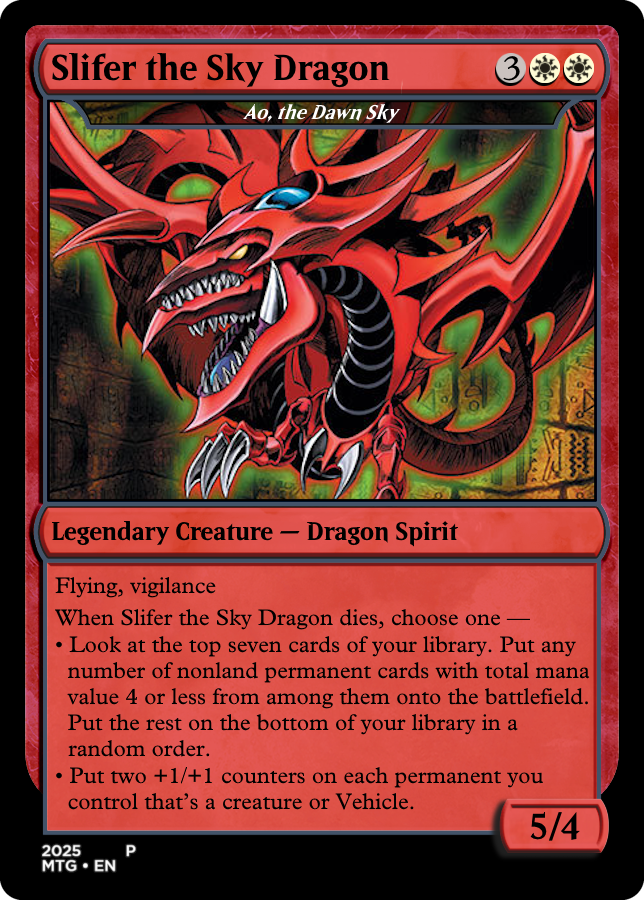 Slifer the Sky Dragon 3
Ao, the Dawn Sky
Legendary Creature — Dragon Spirit
Flying, vigilance
When Slifer the Sky Dragon dies, choose one —
• Look at the top seven cards of your library. Put any
number of nonland permanent cards with total mana
value 4 or less from among them onto the battlefield.
Put the rest on the bottom of your library in a
random order.
• Put two +1/+1 counters on each permanent you
control that’s a creature or Vehicle.
5/4
2025 P
MTG • EN